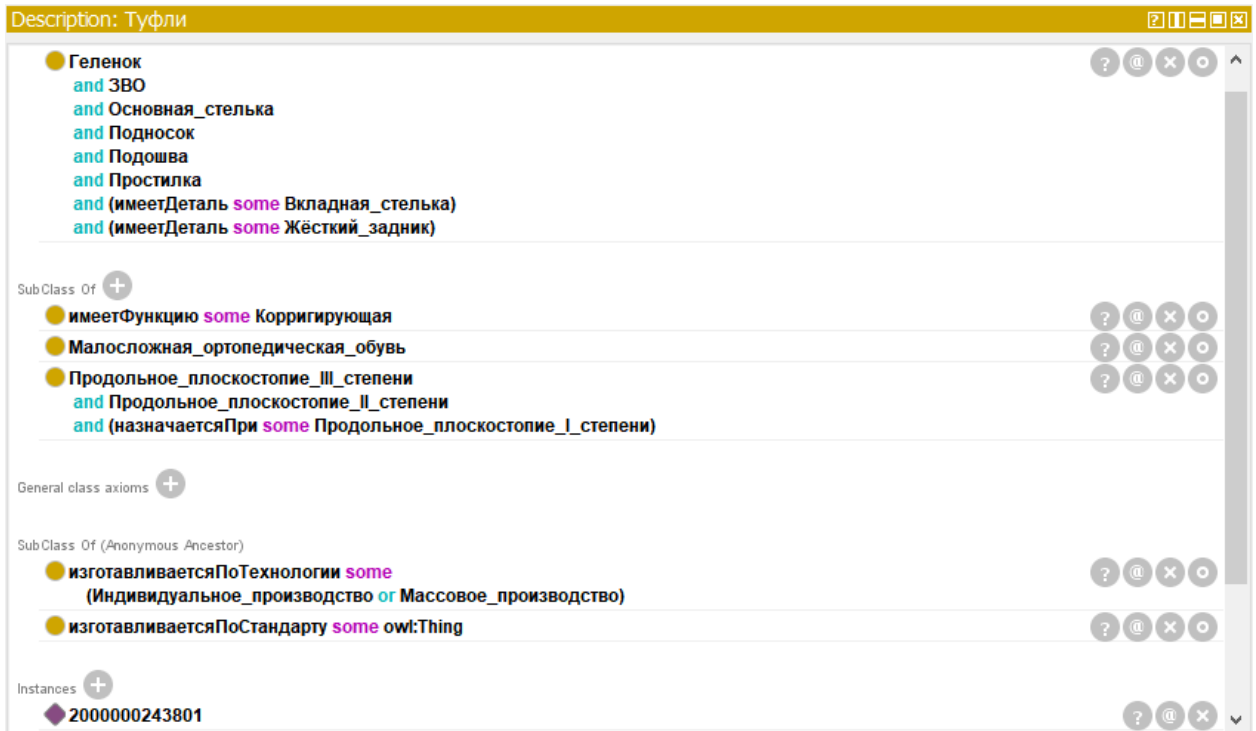 Description: Туфли
Геленок
and ЗВО
and Основная_стелька
and Подносок
and Подошва
and Простилка
and (имеетДеталь some Вкладная_стелька)
and (имеетДеталь some Жёсткий_задник)
SubClass Of
имеетФункцию some Корригирующая
Малосложная_ортопедическая_обувь
Продольное_плоскостопие_III_степени
and Продольное_плоскостопие_II_степени
and (назначаетсяПри some Продольное_плоскостопие_I_степени)
General class axioms
SubClass Of (Anonymous Ancestor)
изготавливаетсяПоТехнологии some
(Индивидуальное_производство or Массовое_производство)
изготавливаетсяПоСтандарту some owl:Thing
Instances
2000000243801